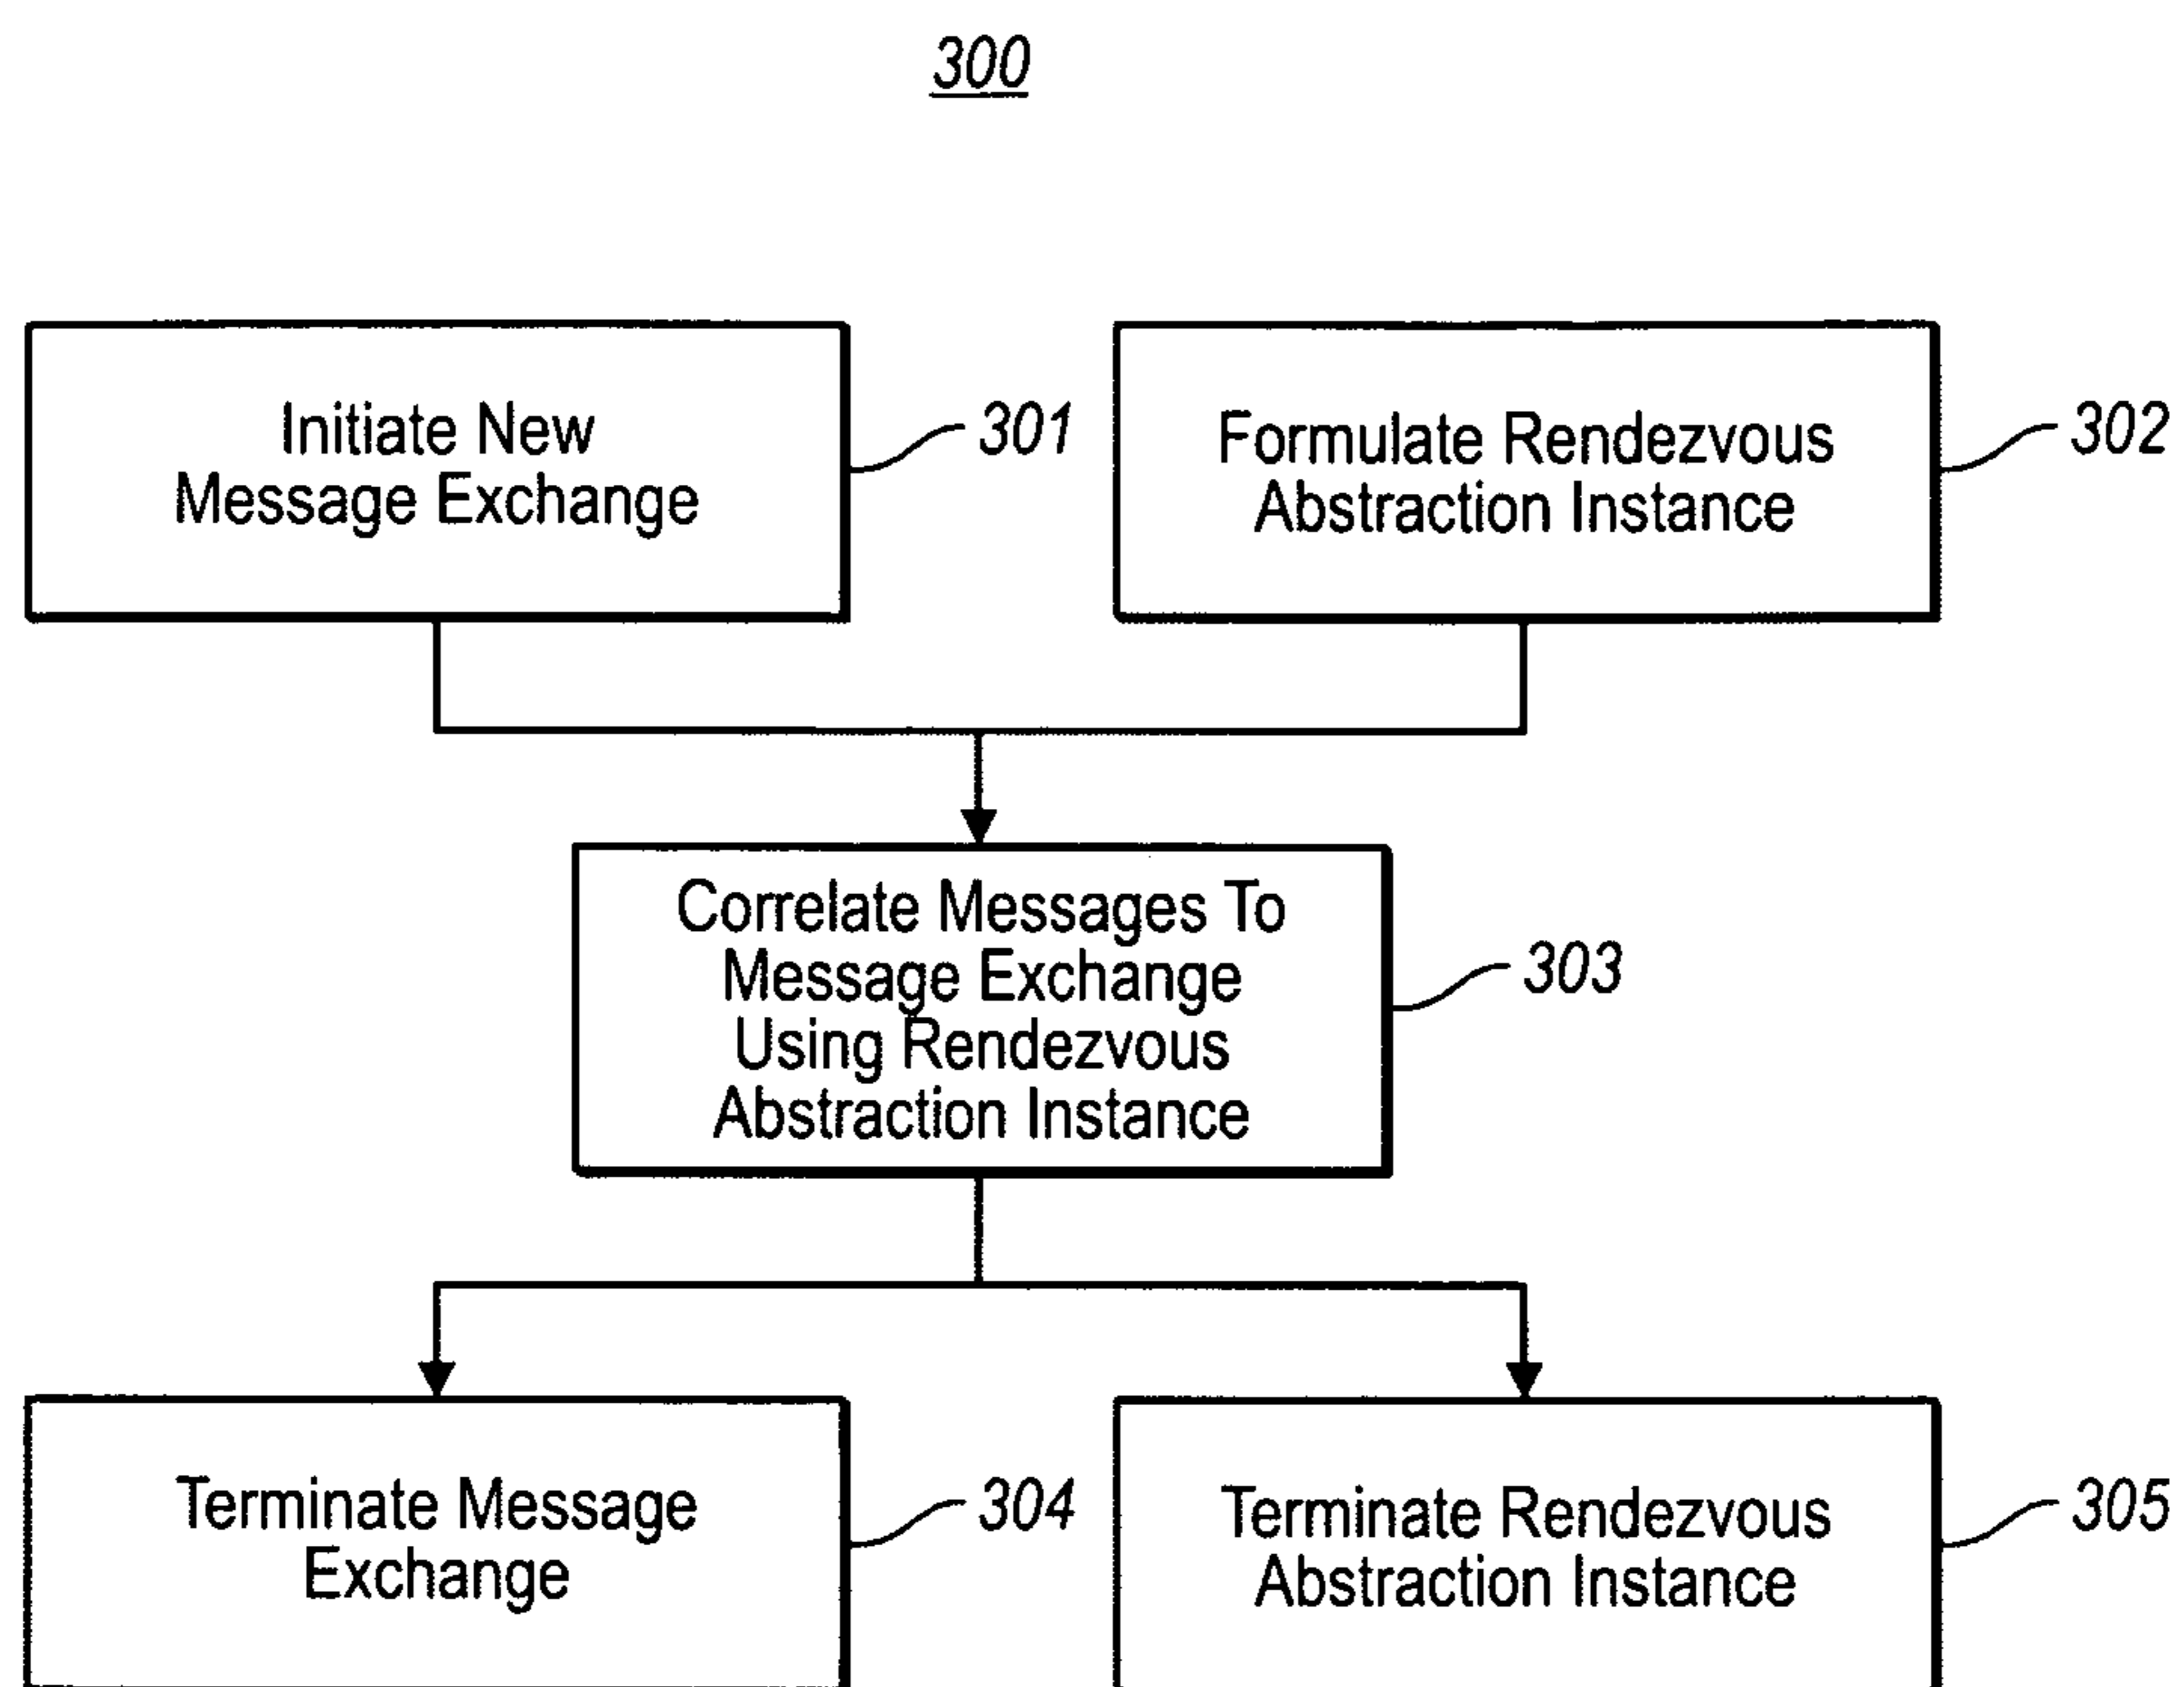 300
Initiate New
Message Exchange
301
Formulate Rendezvous
Abstraction Instance
302
Correlate Messages To
Message Exchange
Using Rendezvous
Abstraction Instance
303
Terminate Message
Exchange
304
Terminate Rendezvous
Abstraction Instance
305